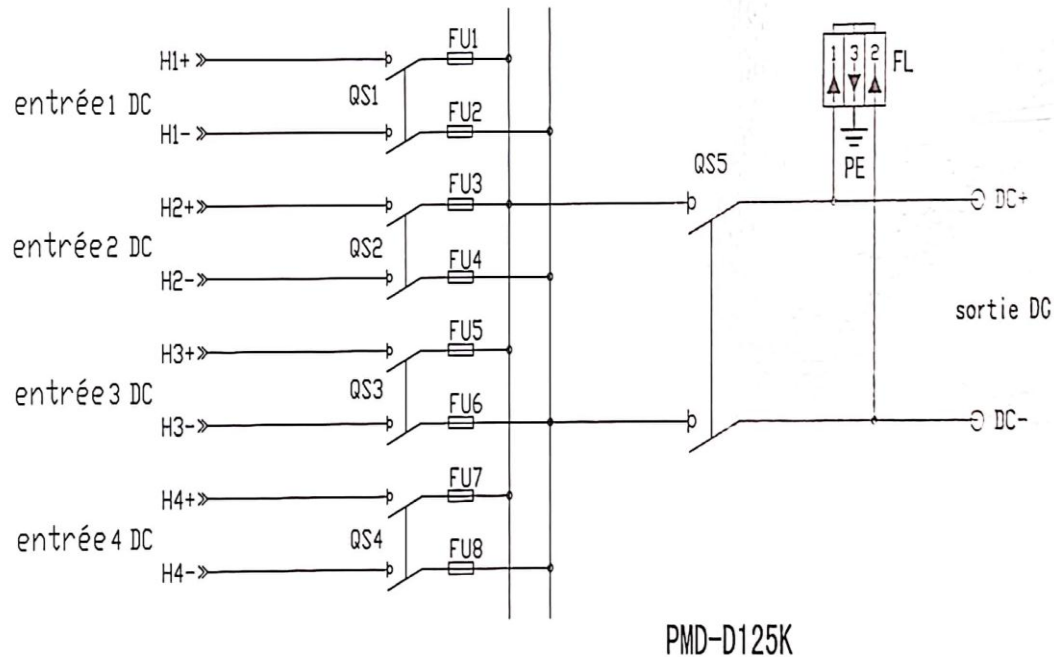 H1+
FU1
entrée1 DC
QS1
H1-
FU2
1 3 2
FL
PE
H2+
FU3
QS5
DC+
entrée2 DC
QS2
H2-
FU4
sortie DC
H3+
FU5
entrée3 DC
QS3
H3-
FU6
DC-
H4+
FU7
entrée4 DC
QS4
H4-
FU8
PMD-D125K